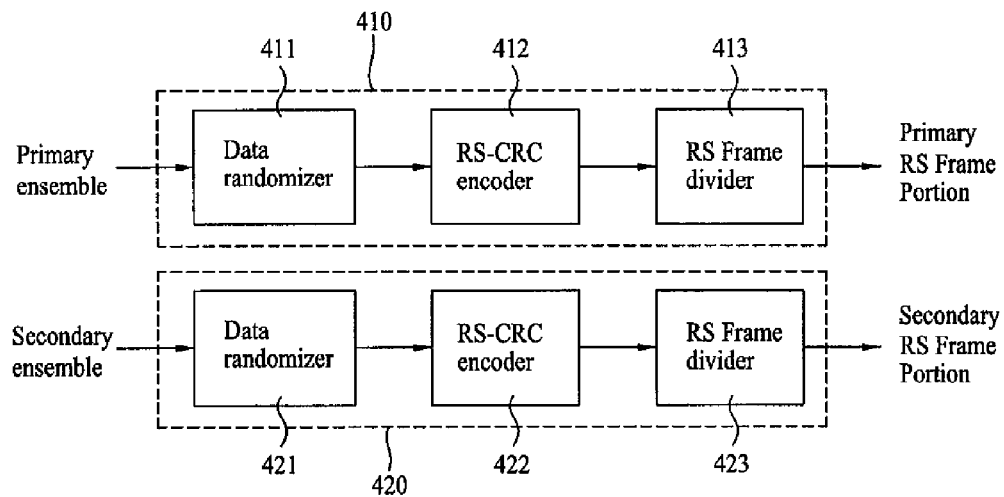 410
411
412
413
Primary
ensemble
Data
randomizer
RS-CRC
encoder
RS Frame
divider
Primary
RS Frame
Portion
Secondary
ensemble
Data
randomizer
RS-CRC
encoder
RS Frame
divider
Secondary
RS Frame
Portion
421
420
422
423